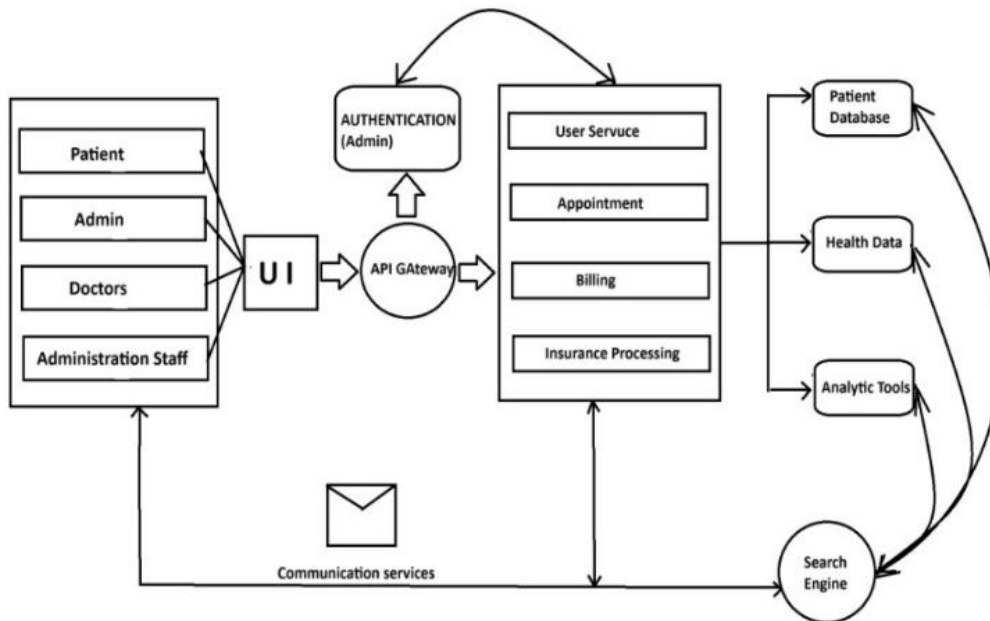 Patient
Admin
Doctors
Administration Staff
UI
AUTHENTICATION
(Admin)
API GAteway
User Servuce
Appointment
Billing
Insurance Processing
Patient
Database
Health Data
Analytic Tools
Communication services
Search
Engine